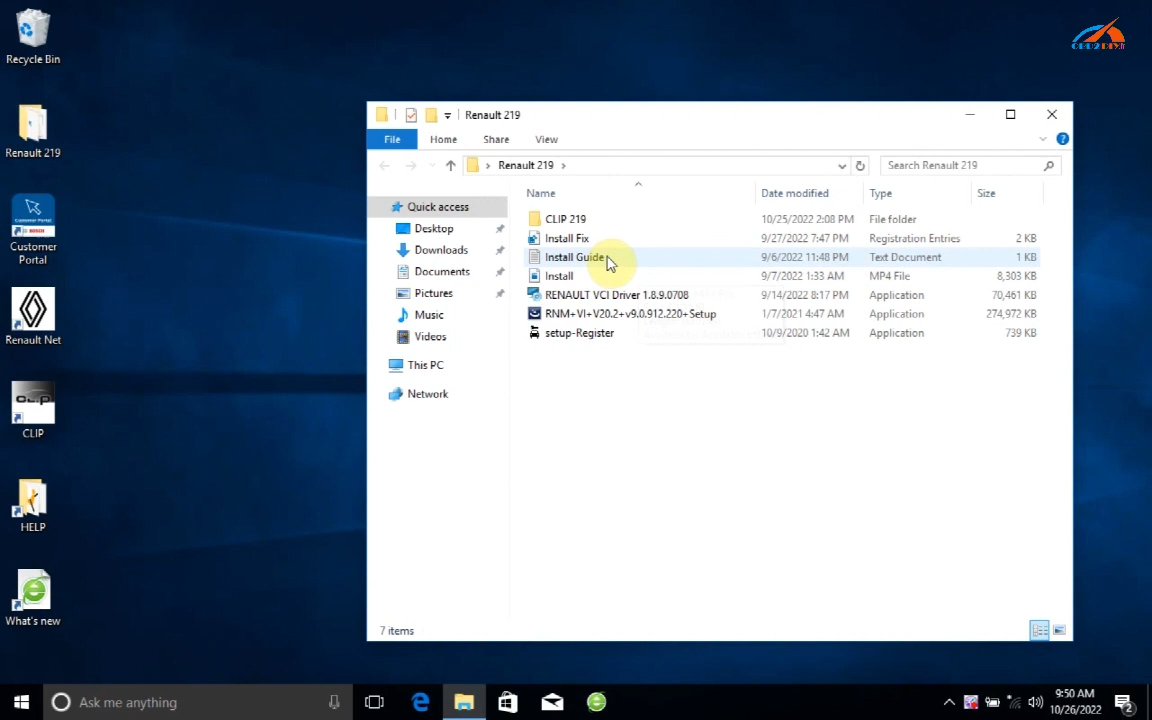 Recycle Bin
Renault 219
Customer Portal
Customer
Portal
Renault Net
CLIP
CLIP
HELP
What's new
OBD2DIY.fr
Renault 219
File Home Share View
Renault 219
Search Renault 219
Quick access
Desktop
Downloads
Documents
Pictures
Music
Videos
This PC
Network
Name Date modified Type Size
CLIP 219 10/25/2022 2:08 PM File folder
Install Fix 9/27/2022 7:47 PM Registration Entries 2 KB
Install Guide 9/6/2022 11:48 PM Text Document 1 KB
Install 9/7/2022 1:33 AM MP4 File 8,303 KB
RENAULT VCI Driver 1.8.9.0708 9/14/2022 8:17 PM Application 70,461 KB
RNM+VI+V20.2+v9.0.912.220+Setup 1/7/2021 4:47 AM Application 274,972 KB
setup-Register 10/9/2020 1:42 AM Application 739 KB
7 items
Ask me anything
9:50 AM
10/26/2022
2